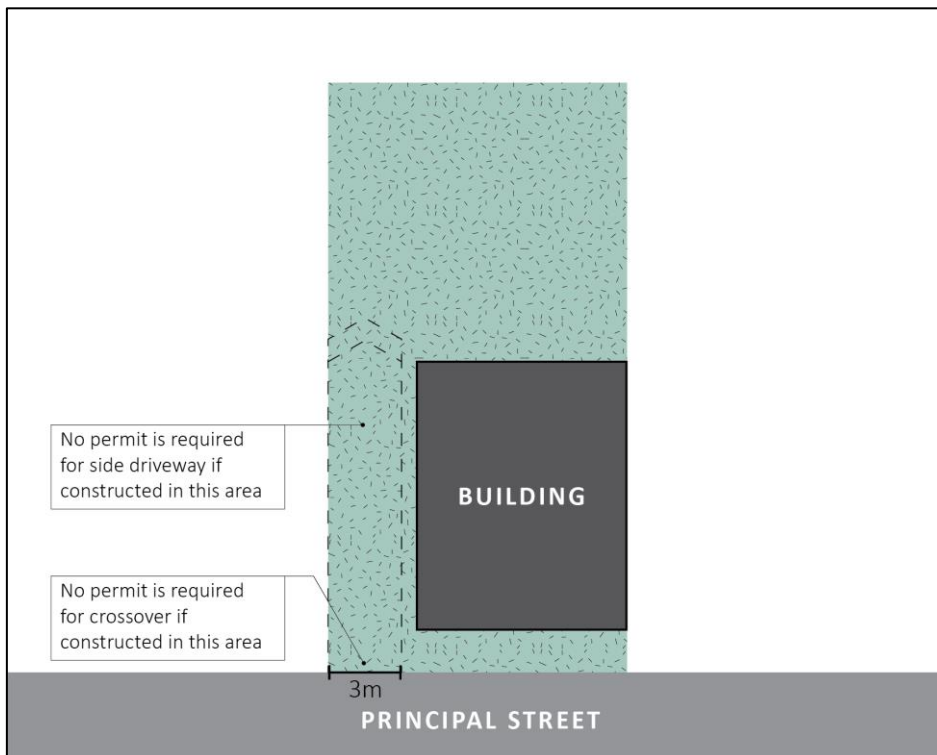 No permit is required
for side driveway if
constructed in this area
BUILDING
No permit is required
for crossover if
constructed in this area
3m
PRINCIPAL STREET